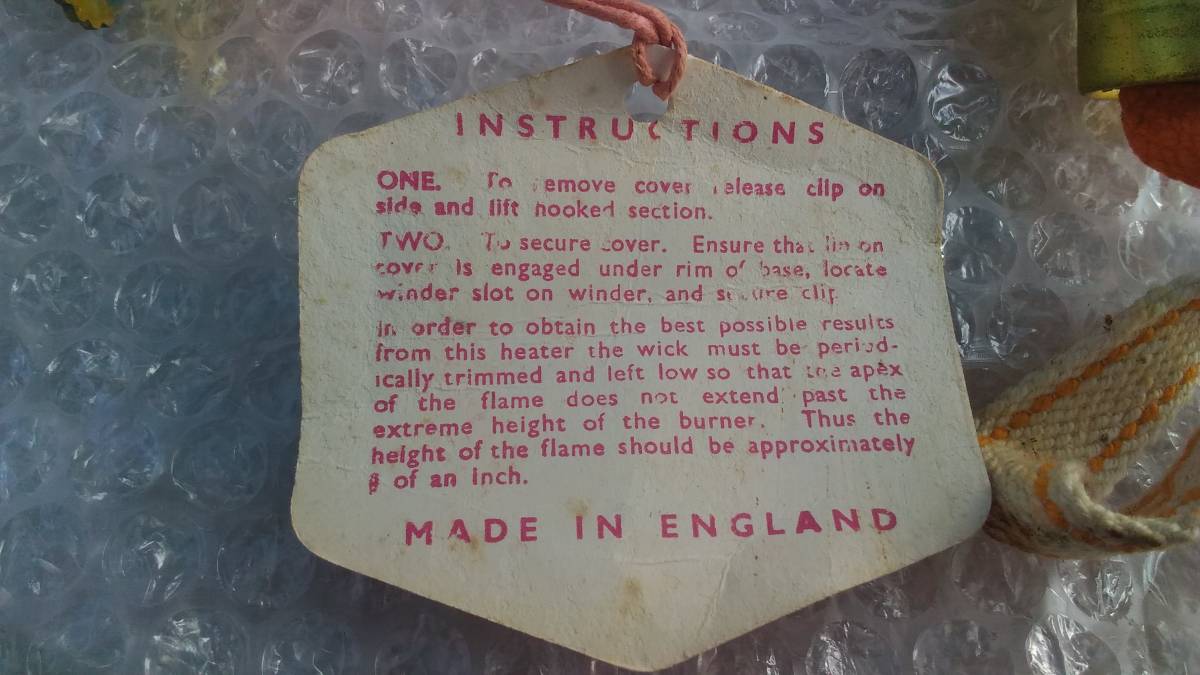 INSTRUCTIONS
ONE. To remove cover release clip on
side and lift hooked section.
TWO. To secure cover. Ensure that lip on
cover is engaged under rim of base, locate
winder slot on winder, and secure clip
In order to obtain the best possible results
from this heater the wick must be period-
ically trimmed and left low so that the apex
of the flame does not extend past the
extreme height of the burner. Thus the
height of the flame should be approximately
of an inch.
MADE IN ENGLAND